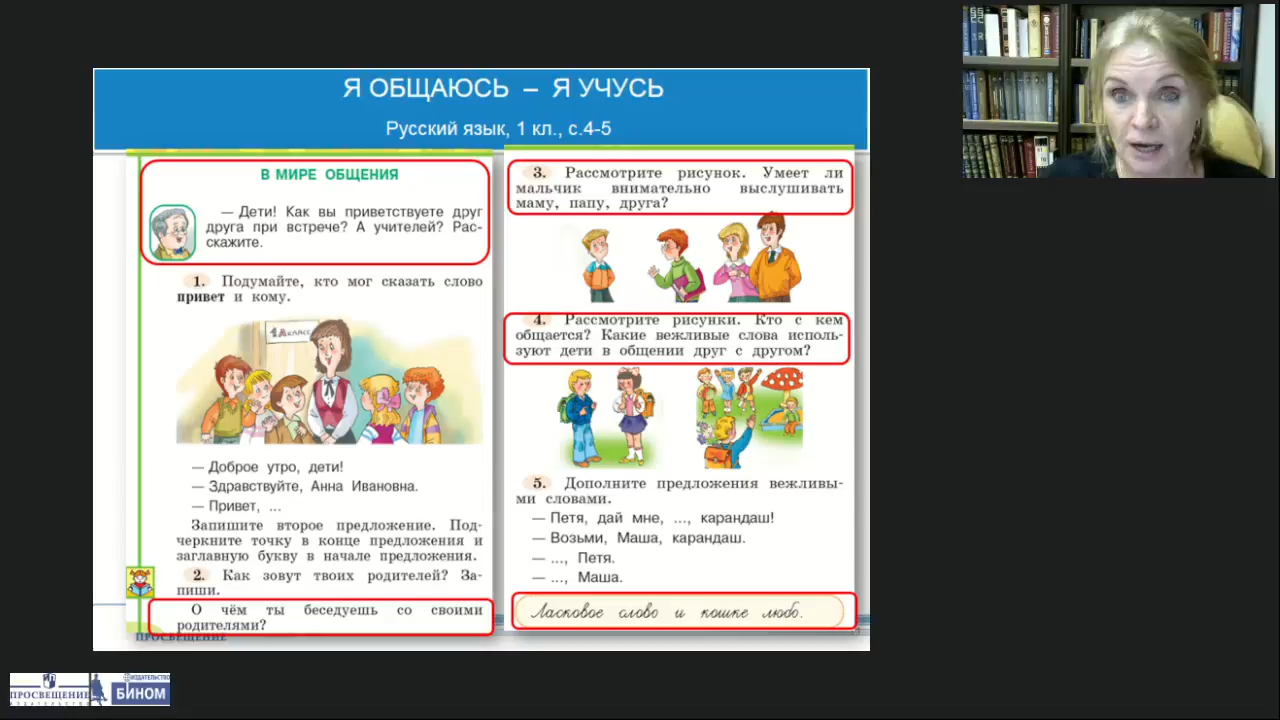 Я ОБЩАЮСЬ – Я УЧУСЬ
Русский язык, 1 кл., с.4-5
В МИРЕ ОБЩЕНИЯ
— Дети! Как вы приветствуете друг
друга при встрече? А учителей? Рас-
скажите.
1. Подумайте, кто мог сказать слово
привет и кому.
1 А класс
— Доброе утро, дети!
— Здравствуйте, Анна Ивановна.
— Привет, ...
Запишите второе предложение. Под-
черкните точку в конце предложения и
заглавную букву в начале предложения.
2. Как зовут твоих родителей? За-
пиши.
О чём ты беседуешь со своими
родителями?
ПРОСВЕЩЕНИЕ
3. Рассмотрите рисунок. Умеет ли
мальчик внимательно выслушивать
маму, папу, друга?
4. Рассмотрите рисунки. Кто с кем
общается? Какие вежливые слова исполь-
зуют дети в общении друг с другом?
5. Дополните предложения вежливы-
ми словами.
— Петя, дай мне, ..., карандаш!
— Возьми, Маша, карандаш.
— ..., Петя.
— ..., Маша.
Ласковое слово и кошке любо.
ПРОСВЕЩЕНИЕ
ИЗДАТЕЛЬСТВО
ИЗДАТЕЛЬСТВО
БИНОМ